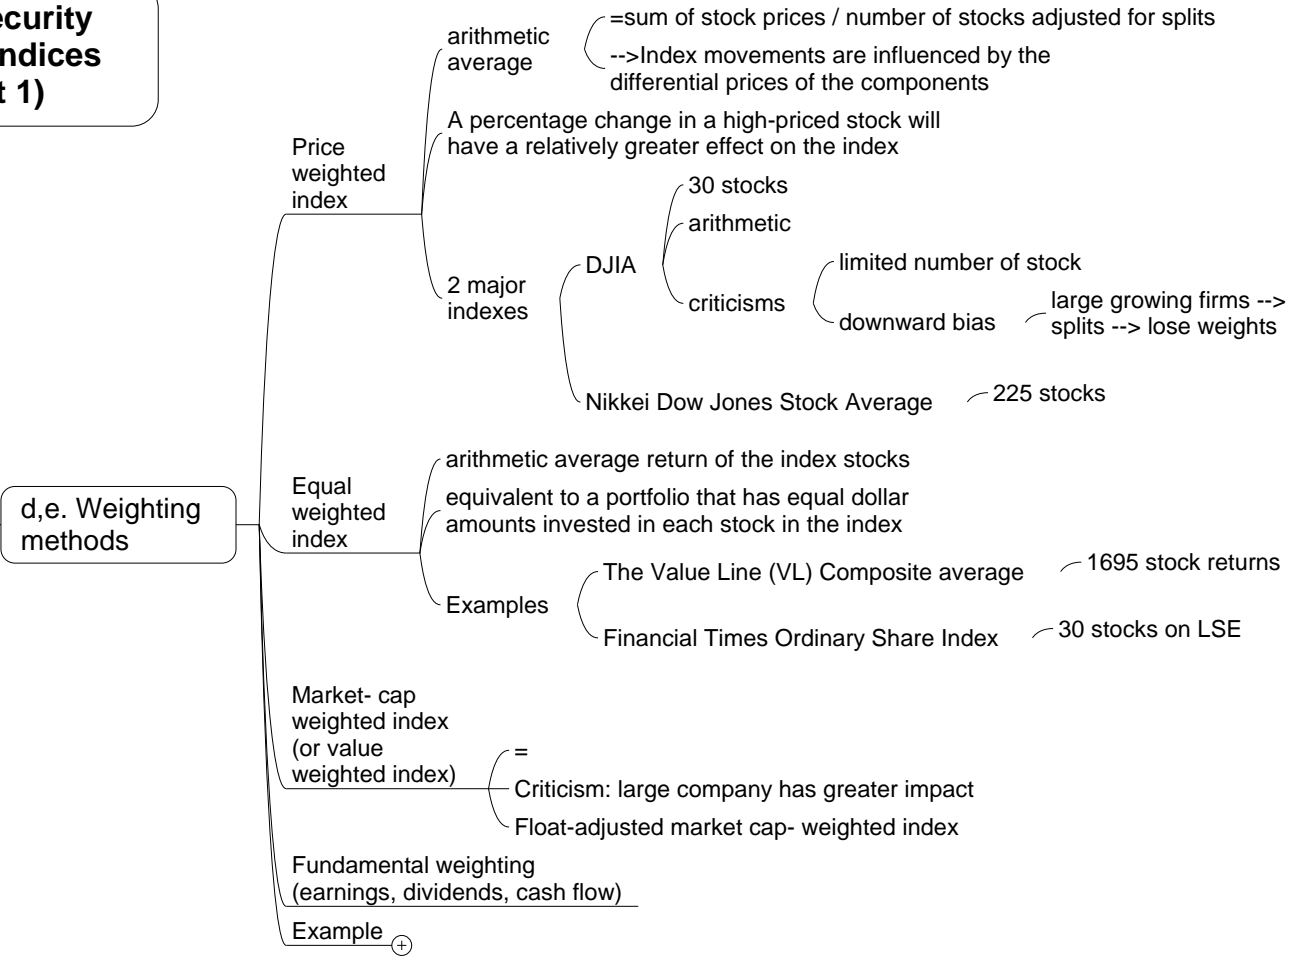 ecurity
ndices
t 1)
d,e. Weighting
methods
Price
weighted
index
arithmetic
average
=sum of stock prices / number of stocks adjusted for splits
-->Index movements are influenced by the
differential prices of the components
A percentage change in a high-priced stock will
have a relatively greater effect on the index
2 major
indexes
DJIA
30 stocks
arithmetic
criticisms
limited number of stock
downward bias
large growing firms -->
splits --> lose weights
Nikkei Dow Jones Stock Average
225 stocks
Equal
weighted
index
arithmetic average return of the index stocks
equivalent to a portfolio that has equal dollar
amounts invested in each stock in the index
Examples
The Value Line (VL) Composite average
1695 stock returns
Financial Times Ordinary Share Index
30 stocks on LSE
Market- cap
weighted index
(or value
weighted index)
=
Criticism: large company has greater impact
Float-adjusted market cap- weighted index
Fundamental weighting
(earnings, dividends, cash flow)
Example